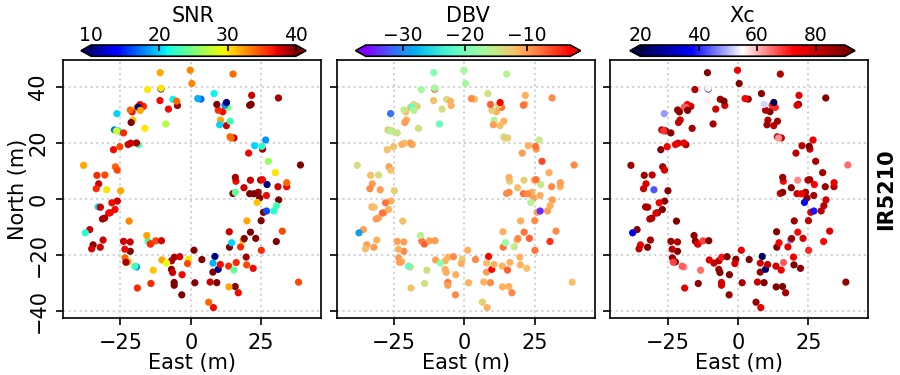 SNR DBV Xc
10 20 30 40 −30 −20 −10 20 40 60 80
40
20
0
−20
−40
North (m)
−25 0 25 −25 0 25 −25 0 25
East (m) East (m) East (m)
IR5210